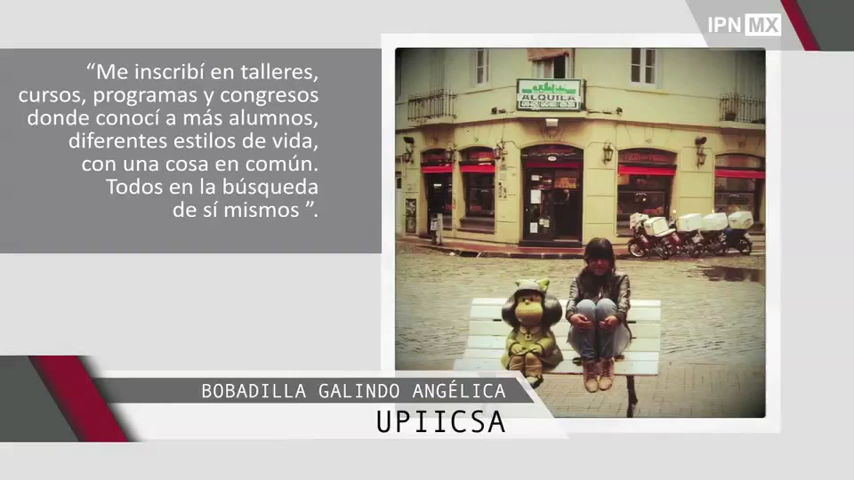 IPN MX
“Me inscribí en talleres,
cursos, programas y congresos
donde conocí a más alumnos,
diferentes estilos de vida,
con una cosa en común.
Todos en la búsqueda
de sí mismos ”.
ALQUILA
BOBADILLA GALINDO ANGÉLICA
UPIICSA